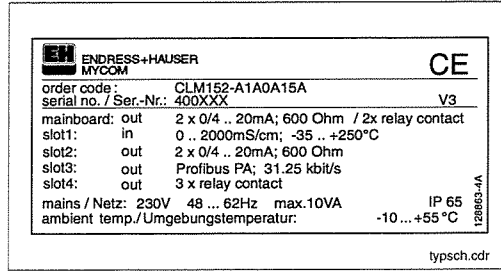 EH ENDRESS+HAUSER
MYCOM
CE
order code: CLM152-A1A0A15A
serial no. / Ser.-Nr.: 400XXX V3
mainboard: out 2 x 0/4 .. 20mA; 600 Ohm / 2x relay contact
slot1: in 0 .. 2000mS/cm; -35 .. +250°C
slot2: out 2 x 0/4 .. 20mA; 600 Ohm
slot3: out Profibus PA; 31.25 kbit/s
slot4: out 3 x relay contact
mains / Netz: 230V 48 ... 62Hz max.10VA IP 65
ambient temp./Umgebungstemperatur: -10 ... +55°C
128863-4A
typsch.cdr